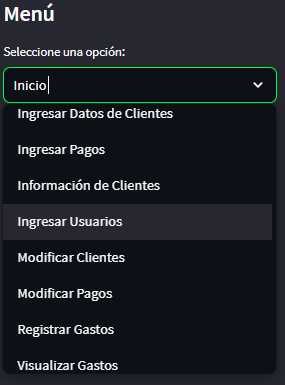 Menú
Seleccione una opción:
Inicio
Ingresar Datos de Clientes
Ingresar Pagos
Información de Clientes
Ingresar Usuarios
Modificar Clientes
Modificar Pagos
Registrar Gastos
Visualizar Gastos